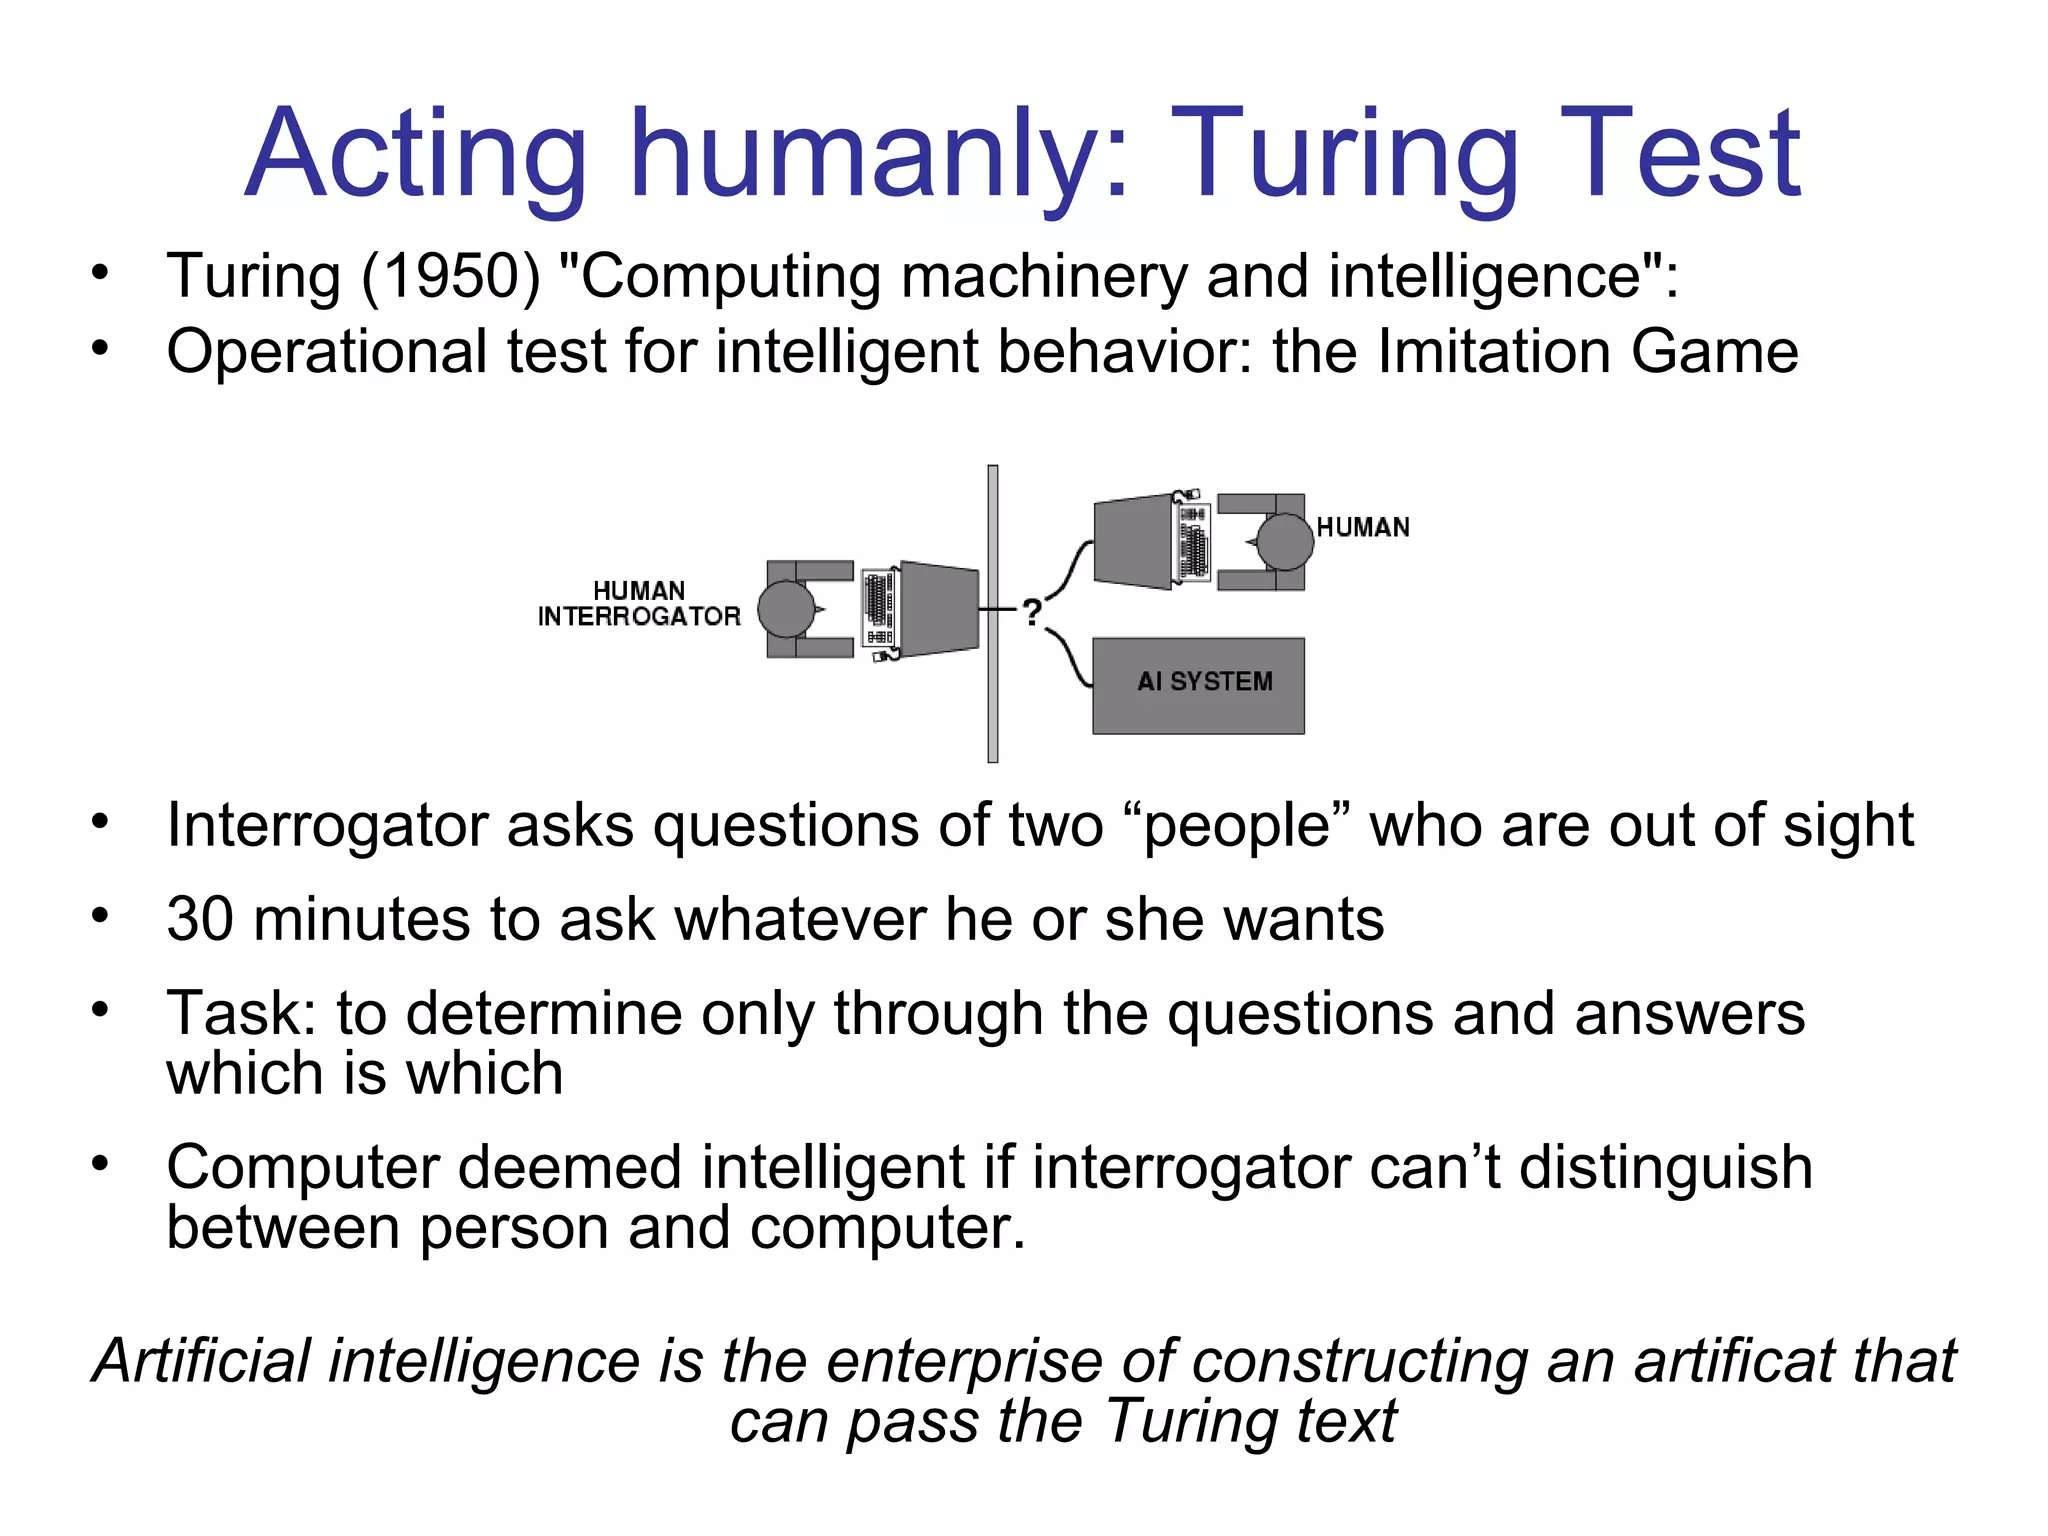 Acting humanly: Turing Test
• Turing (1950) "Computing machinery and intelligence":
• Operational test for intelligent behavior: the Imitation Game
HUMAN
HUMAN
INTERROGATOR
?
AI SYSTEM
• Interrogator asks questions of two “people” who are out of sight
• 30 minutes to ask whatever he or she wants
• Task: to determine only through the questions and answers
which is which
• Computer deemed intelligent if interrogator can’t distinguish
between person and computer.
Artificial intelligence is the enterprise of constructing an artificat that
can pass the Turing text